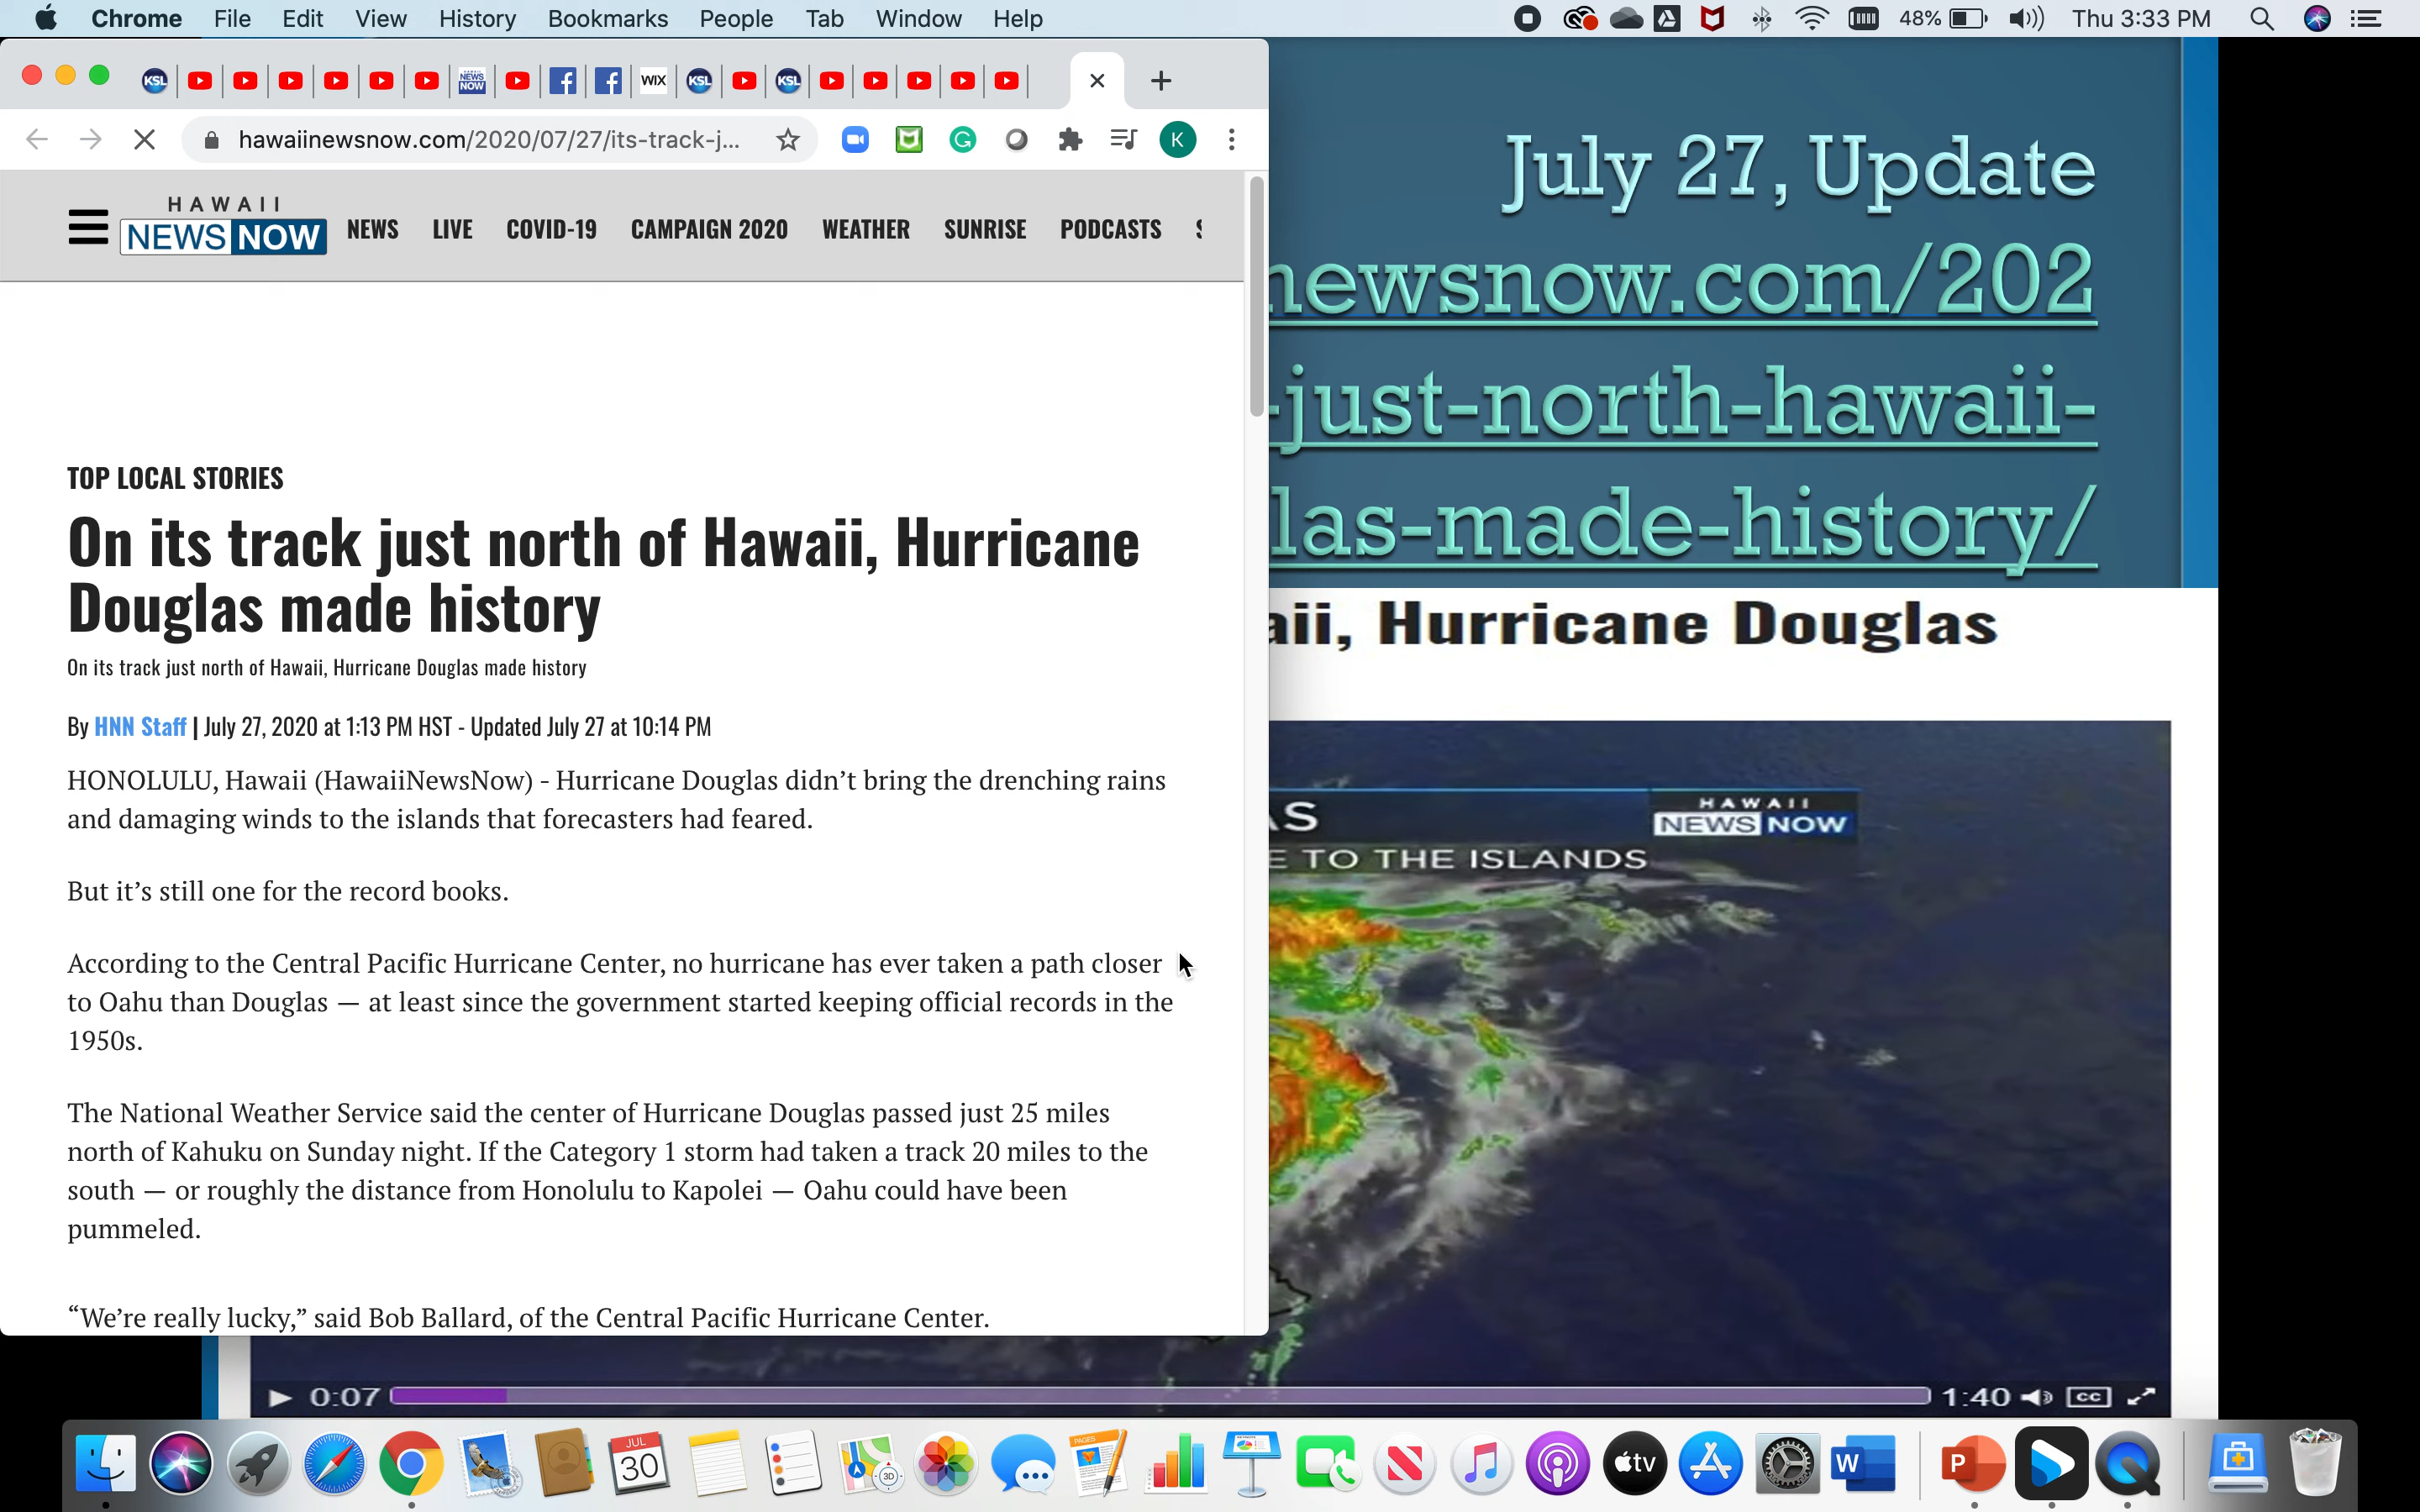 Chrome File Edit View History Bookmarks People Tab Window Help
48% Thu 3:33 PM
KSL HAWAII NEWS NOW WIX KSL KSL
hawaiinewsnow.com/2020/07/27/its-track-j...
K
HAWAII
NEWS NOW
NEWS LIVE COVID-19 CAMPAIGN 2020 WEATHER SUNRISE PODCASTS
TOP LOCAL STORIES
On its track just north of Hawaii, Hurricane
Douglas made history
On its track just north of Hawaii, Hurricane Douglas made history
By HNN Staff | July 27, 2020 at 1:13 PM HST - Updated July 27 at 10:14 PM
HONOLULU, Hawaii (HawaiiNewsNow) - Hurricane Douglas didn’t bring the drenching rains
and damaging winds to the islands that forecasters had feared.
But it’s still one for the record books.
According to the Central Pacific Hurricane Center, no hurricane has ever taken a path closer
to Oahu than Douglas — at least since the government started keeping official records in the
1950s.
The National Weather Service said the center of Hurricane Douglas passed just 25 miles
north of Kahuku on Sunday night. If the Category 1 storm had taken a track 20 miles to the
south — or roughly the distance from Honolulu to Kapolei — Oahu could have been
pummeled.
“We’re really lucky,” said Bob Ballard, of the Central Pacific Hurricane Center.
July 27, Update
newsnow.com/202
-just-north-hawaii-
las-made-history/
aii, Hurricane Douglas
AS
HAWAII
NEWS NOW
E TO THE ISLANDS
0:07
1:40
CC
JUL
30
3D
PAGES
tv
W
P